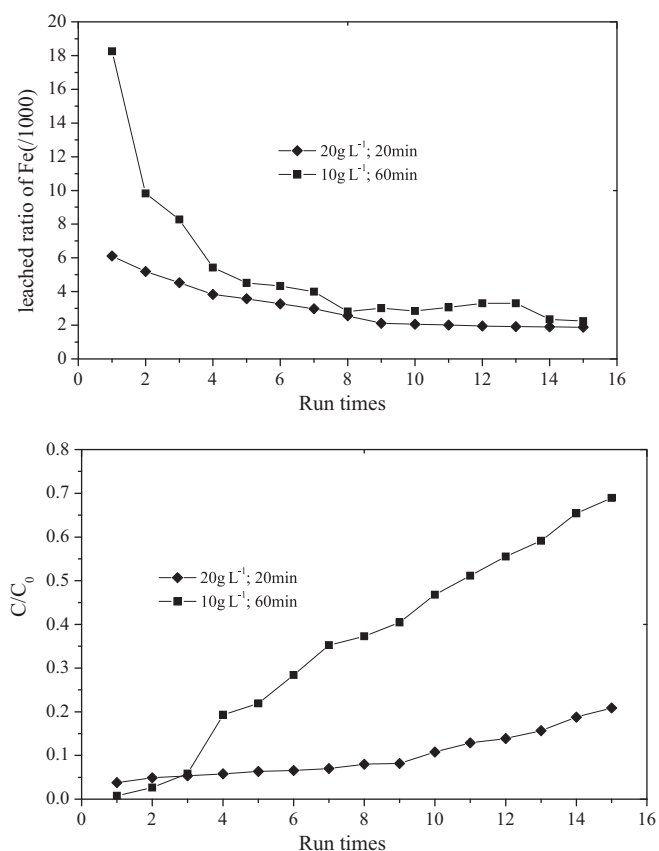 20
18
16
14
12
10
8
6
4
2
0
leached ratio of Fe(/1000)
20g L⁻¹; 20min
10g L⁻¹; 60min
0 2 4 6 8 10 12 14 16
Run times
0.8
0.7
0.6
0.5
0.4
0.3
0.2
0.1
0.0
C/C₀
20g L⁻¹; 20min
10g L⁻¹; 60min
0 2 4 6 8 10 12 14 16
Run times